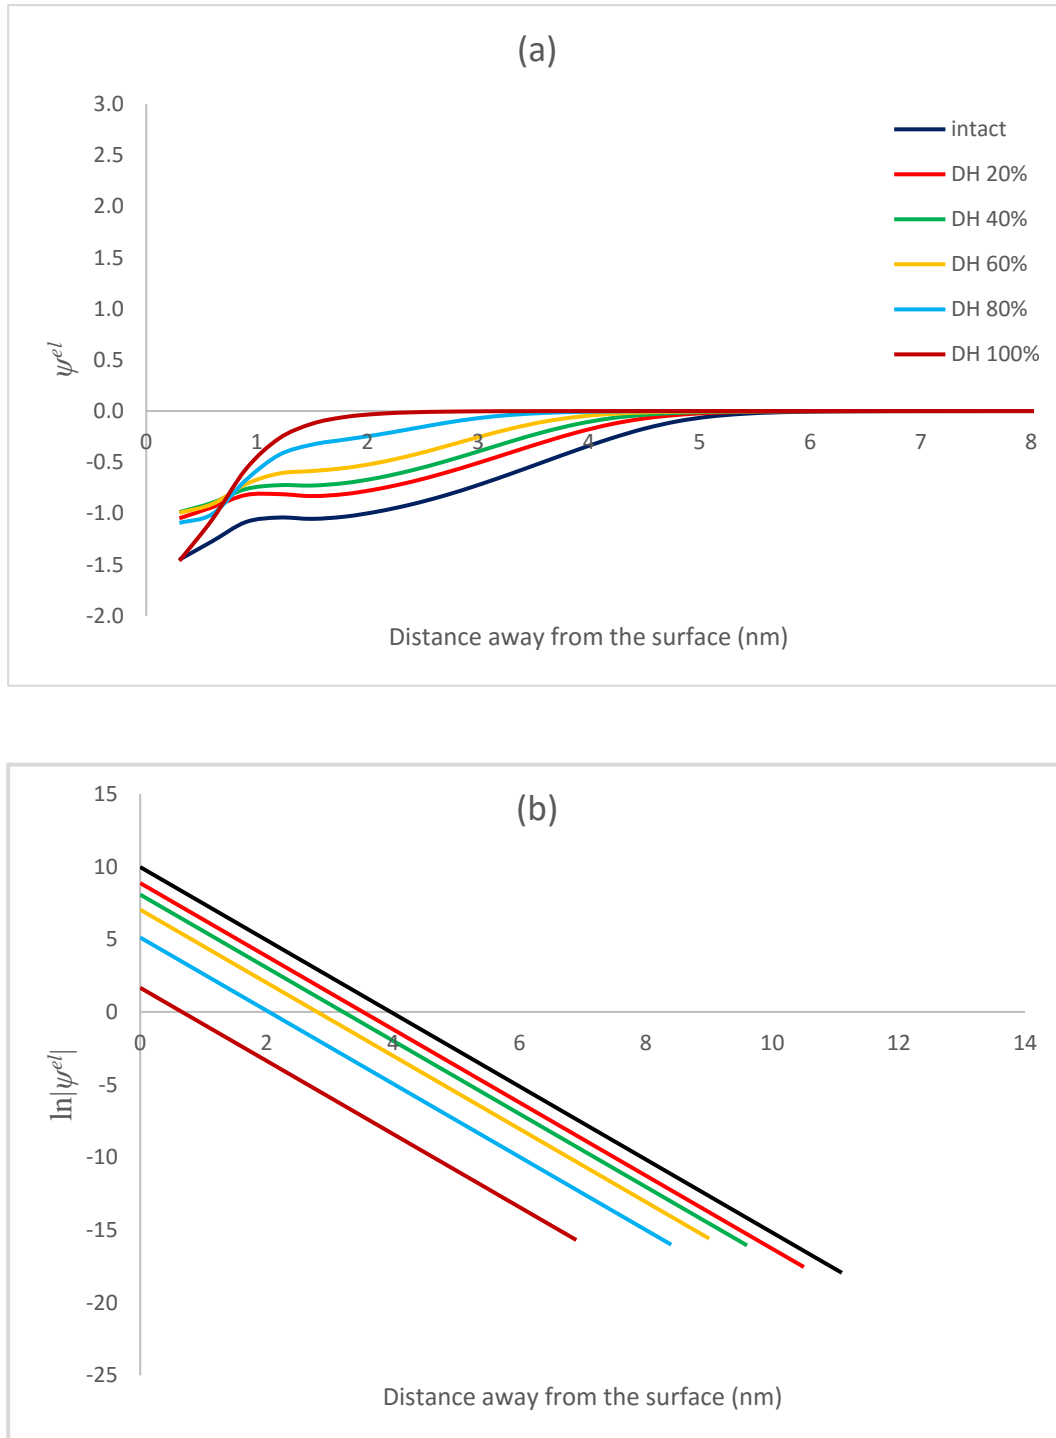 (a)
3.0
2.5
2.0
1.5
1.0
0.5
0.0
-0.5
-1.0
-1.5
-2.0
ψ^el
0 1 2 3 4 5 6 7 8
Distance away from the surface (nm)
intact
DH 20%
DH 40%
DH 60%
DH 80%
DH 100%
(b)
15
10
5
0
-5
-10
-15
-20
-25
ln|ψ^el|
0 2 4 6 8 10 12 14
Distance away from the surface (nm)